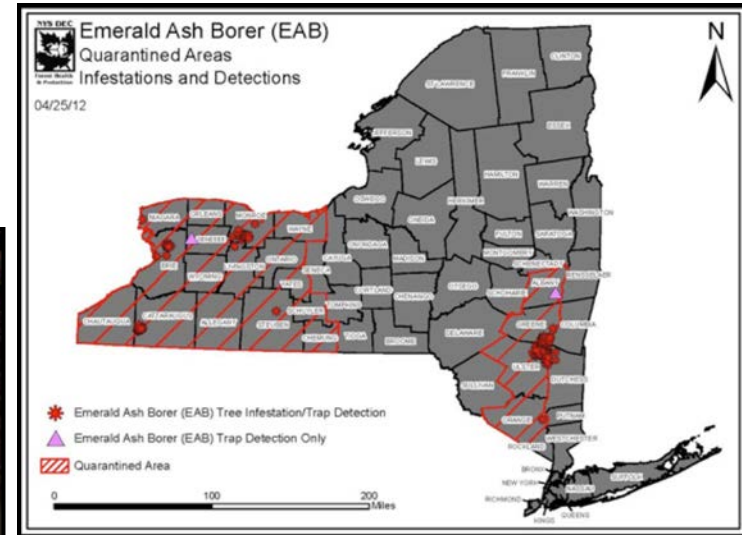 NYS DEC
Forest Health
& Protection
Emerald Ash Borer (EAB)
Quarantined Areas
Infestations and Detections
04/25/12
N
CLINTON
FRANKLIN
ST LAWRENCE
ESSEX
JEFFERSON
LEWIS
HAMILTON
WARREN
OSWEGO
HERKIMER
WASHINGTON
ONEIDA
NIAGARA
ORLEANS
MONROE
WAYNE
FULTON
SARATOGA
GENESEE
ONONDAGA
MONTGOMERY
ONTARIO
CAYUGA
MADISON
SCHENECTADY
ERIE
WYOMING
LIVINGSTON
SENECA
RENSSELAER
YATES
OTSEGO
ALBANY
CORTLAND
SCHOHARIE
TOMPKINS
CHENANGO
SCHUYLER
CHAUTAUQUA
CATTARAUGUS
ALLEGANY
STEUBEN
GREENE
COLUMBIA
CHEMUNG
TIOGA
BROOME
DELAWARE
ULSTER
DUTCHESS
SULLIVAN
Emerald Ash Borer (EAB) Tree Infestation/Trap Detection
ORANGE
PUTNAM
Emerald Ash Borer (EAB) Trap Detection Only
WESTCHESTER
ROCKLAND
Quarantined Area
BRONX
SUFFOLK
NEW YORK
NASSAU
0 100 200
Miles
RICHMOND
QUEENS
KINGS